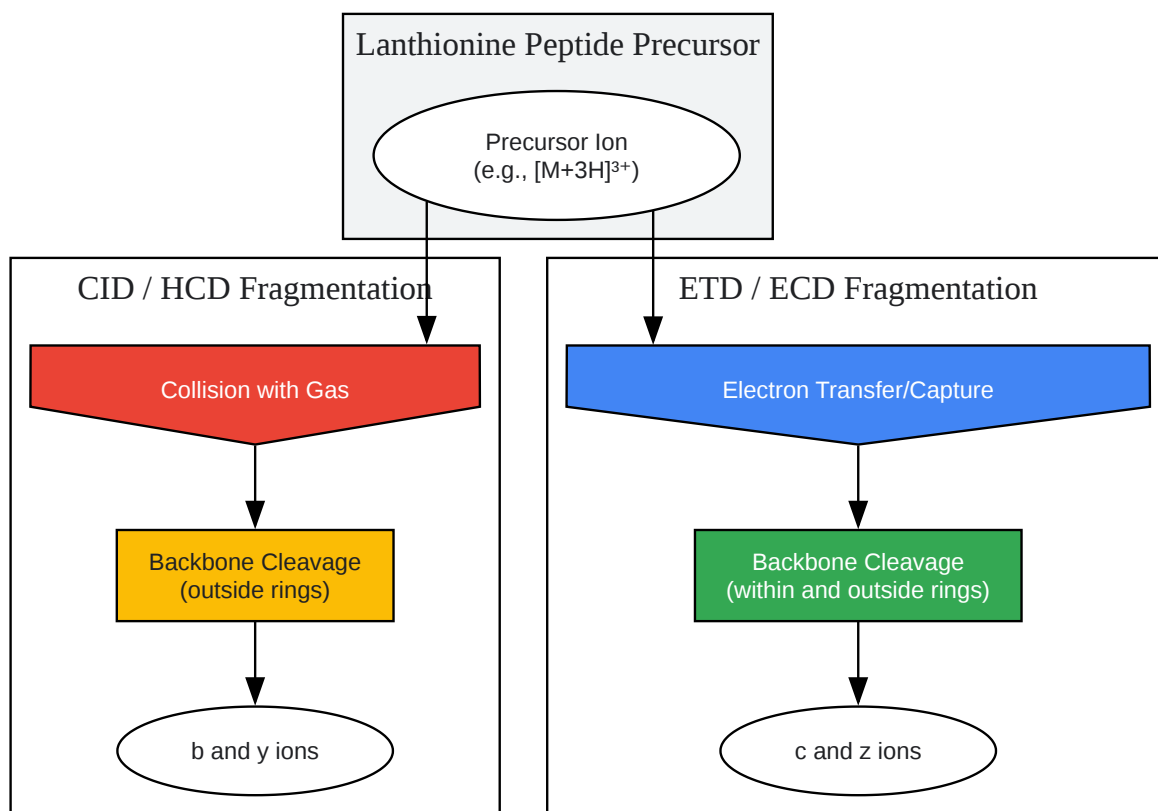 Lanthionine Peptide Precursor
Precursor Ion
(e.g., [M+3H]³⁺)
CID / HCD Fragmentation
Collision with Gas
Backbone Cleavage
(outside rings)
b and y ions
ETD / ECD Fragmentation
Electron Transfer/Capture
Backbone Cleavage
(within and outside rings)
c and z ions